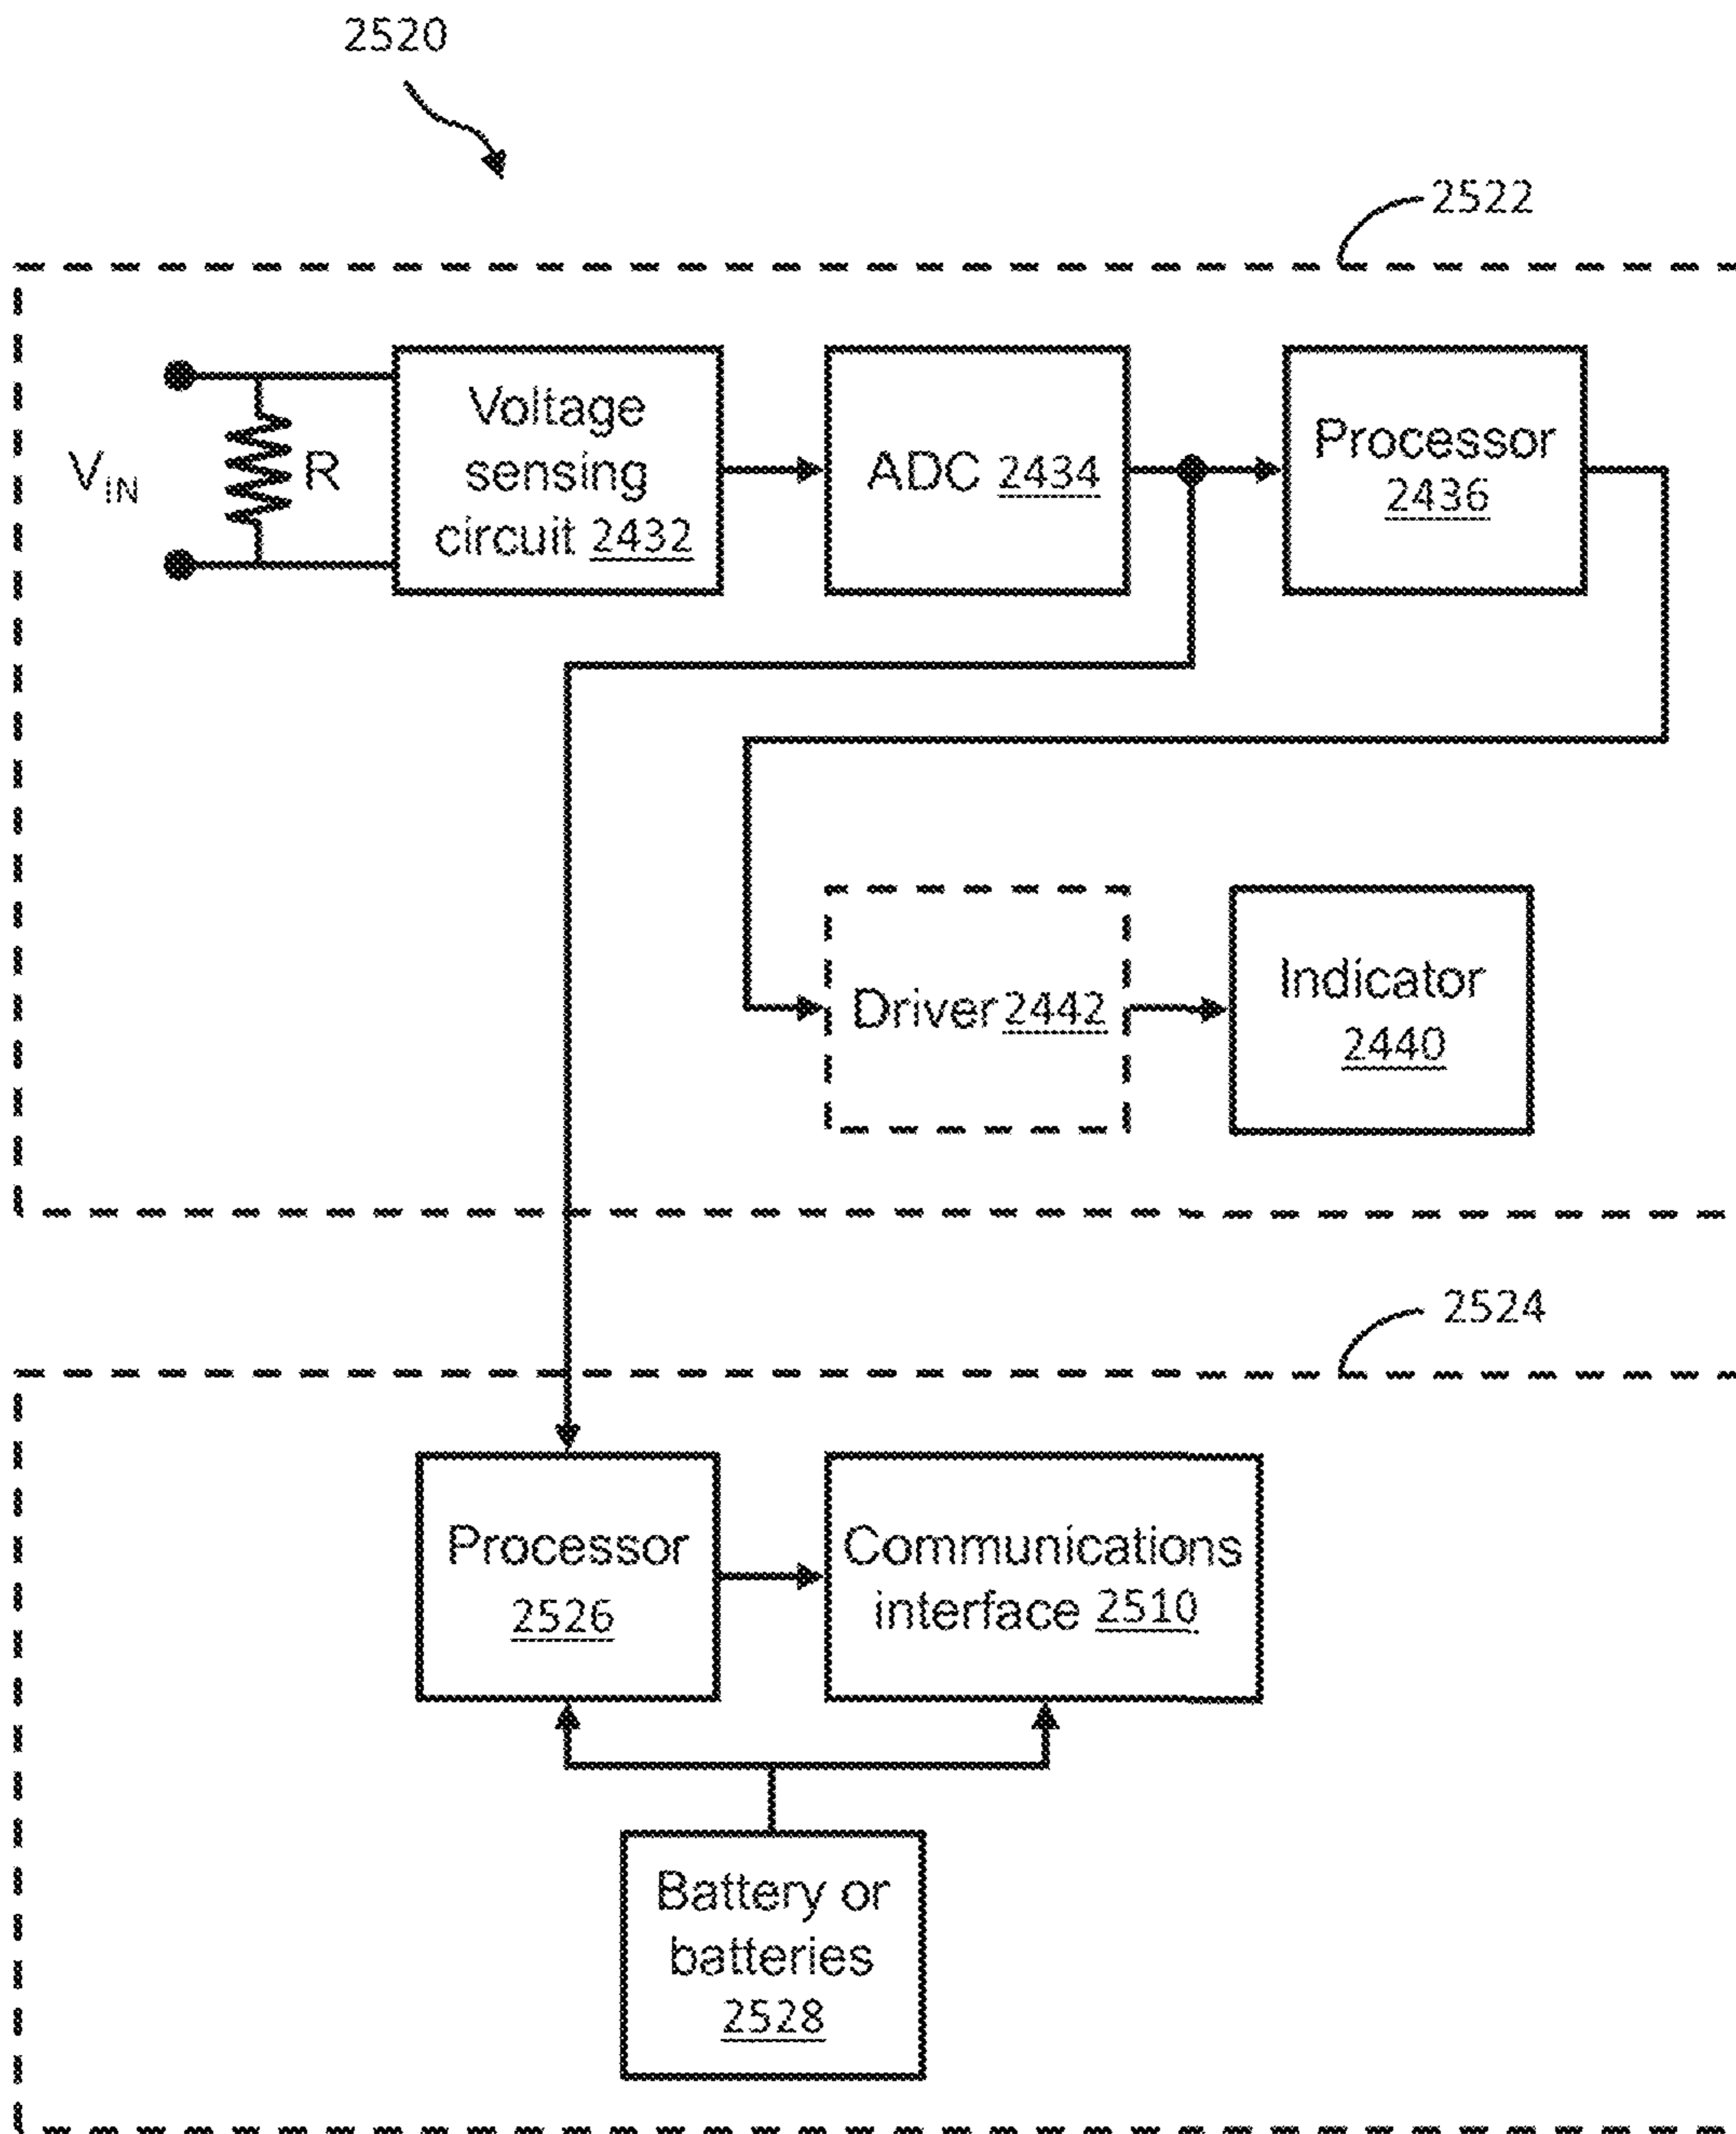 2520
2522
Voltage
sensing
circuit 2432
ADC 2434
Processor
2436
V_IN
R
Driver 2442
Indicator
2440
2524
Processor
2526
Communications
interface 2510
Battery or
batteries
2528